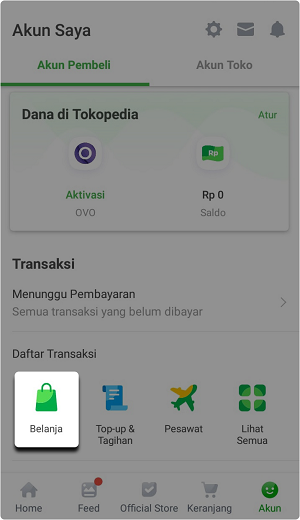 Akun Saya
Akun Pembeli
Akun Toko
Dana di Tokopedia
Atur
Rp
Aktivasi
Rp 0
OVO
Saldo
Transaksi
Menunggu Pembayaran
Semua transaksi yang belum dibayar
Daftar Transaksi
Belanja
Top-up &
Tagihan
Pesawat
Lihat
Semua
Home
Feed
Official Store
Keranjang
Akun